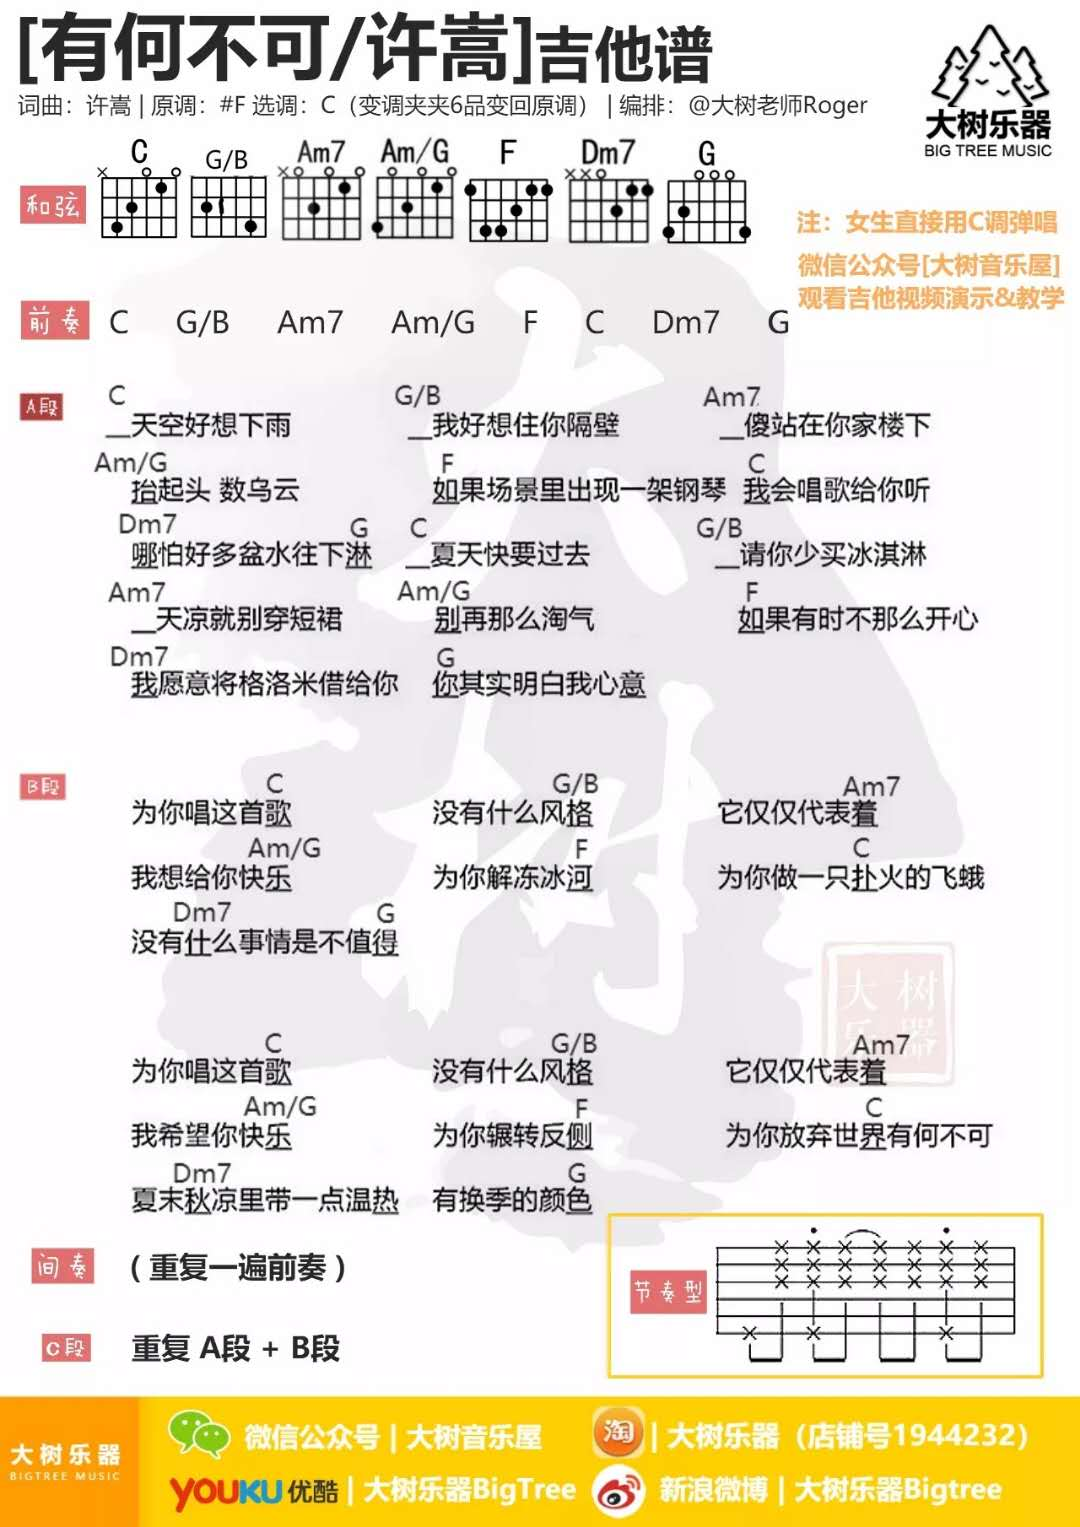 [有何不可/许嵩]吉他谱
词曲：许嵩 | 原调：#F 选调：C（变调夹夹6品变回原调） | 编排：@大树老师Roger
大树乐器
BIG TREE MUSIC
和弦
C G/B Am7 Am/G F Dm7 G
注：女生直接用C调弹唱
微信公众号[大树音乐屋]
观看吉他视频演示&教学
前奏 C G/B Am7 Am/G F C Dm7 G
A段
C G/B Am7
__天空好想下雨 __我好想住你隔壁 __傻站在你家楼下
Am/G F C
抬起头 数乌云 如果场景里出现一架钢琴 我会唱歌给你听
Dm7 G C G/B
哪怕好多盆水往下淋 __夏天快要过去 __请你少买冰淇淋
Am7 Am/G F
__天凉就别穿短裙 别再那么淘气 如果有时不那么开心
Dm7 G
我愿意将格洛米借给你 你其实明白我心意
B段
C G/B Am7
为你唱这首歌 没有什么风格 它仅仅代表着
Am/G F C
我想给你快乐 为你解冻冰河 为你做一只扑火的飞蛾
Dm7 G
没有什么事情是不值得
C G/B Am7
为你唱这首歌 没有什么风格 它仅仅代表着
Am/G F C
我希望你快乐 为你辗转反侧 为你放弃世界有何不可
Dm7 G
夏末秋凉里带一点温热 有换季的颜色
大树乐器
间奏 （重复一遍前奏）
节奏型
C段 重复 A段 + B段
大树乐器
BIGTREE MUSIC
微信公众号 | 大树音乐屋
淘 | 大树乐器（店铺号1944232）
YOUKU 优酷 | 大树乐器BigTree
新浪微博 | 大树乐器Bigtree
大树